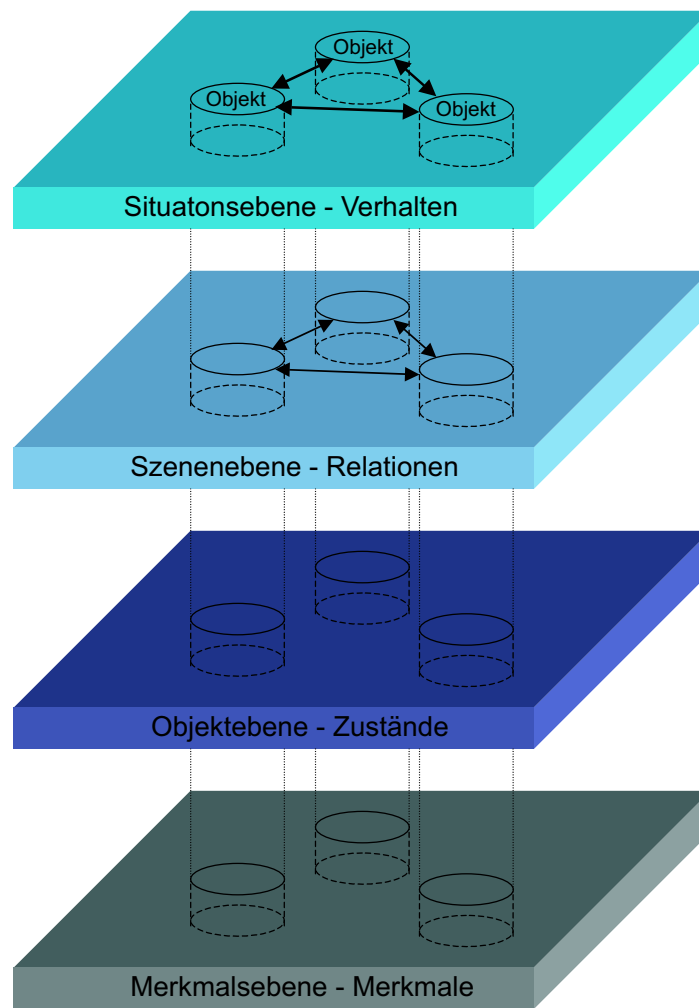 Objekt
Objekt
Objekt
Situatonsebene - Verhalten
Szenenebene - Relationen
Objektebene - Zustände
Merkmalsebene - Merkmale